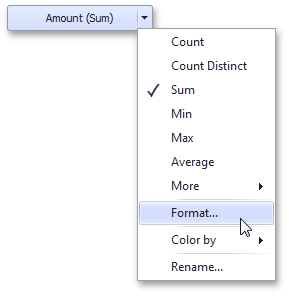 Amount (Sum)
Count
Count Distinct
Sum
Min
Max
Average
More
Format...
Color by
Rename...